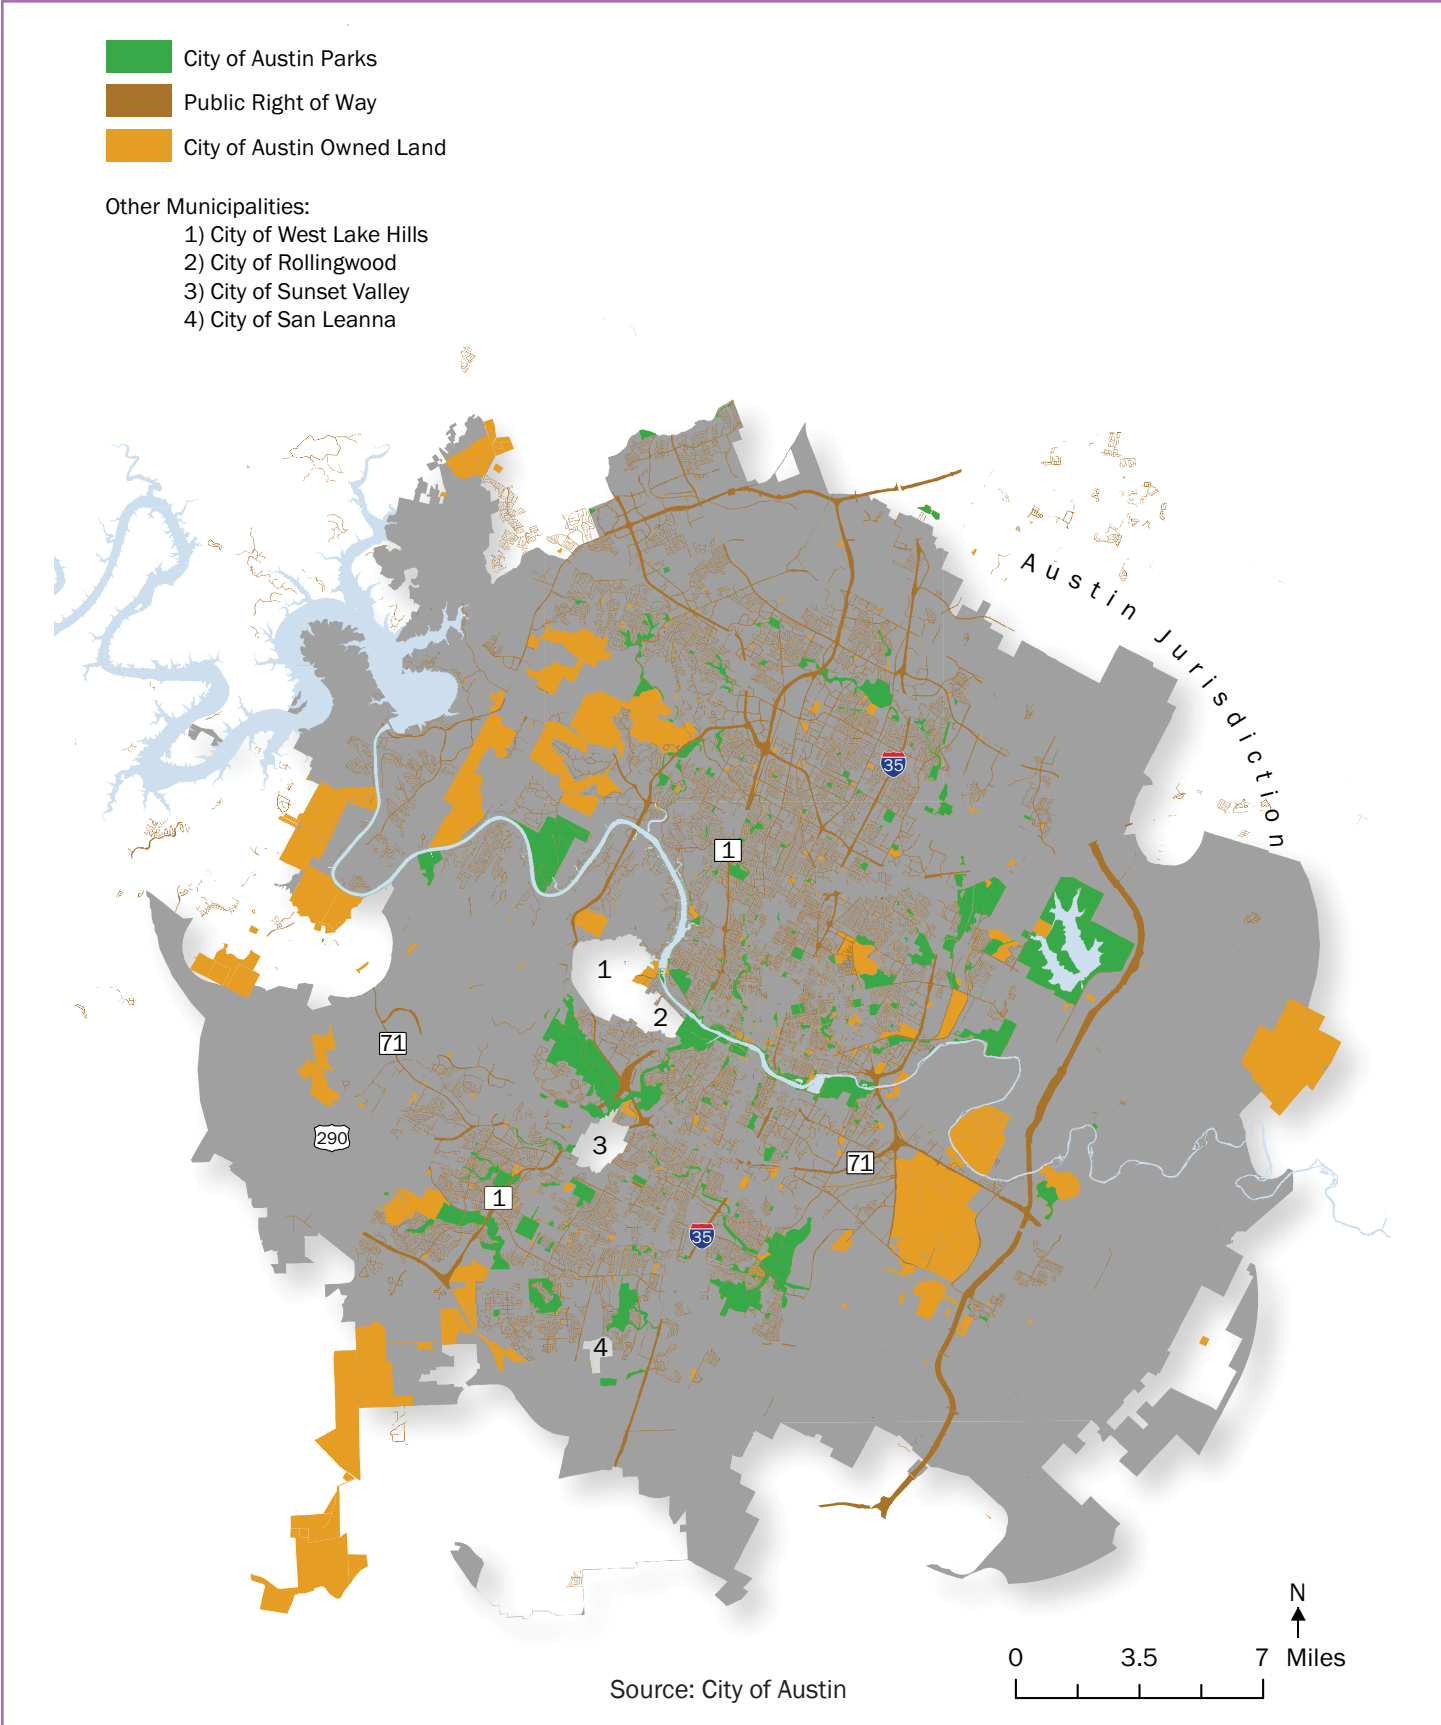 City of Austin Parks
Public Right of Way
City of Austin Owned Land
Other Municipalities:
1) City of West Lake Hills
2) City of Rollingwood
3) City of Sunset Valley
4) City of San Leanna
Austin Jurisdiction
35
1
1
2
71
290
3
71
1
35
4
N
0 3.5 7 Miles
Source: City of Austin